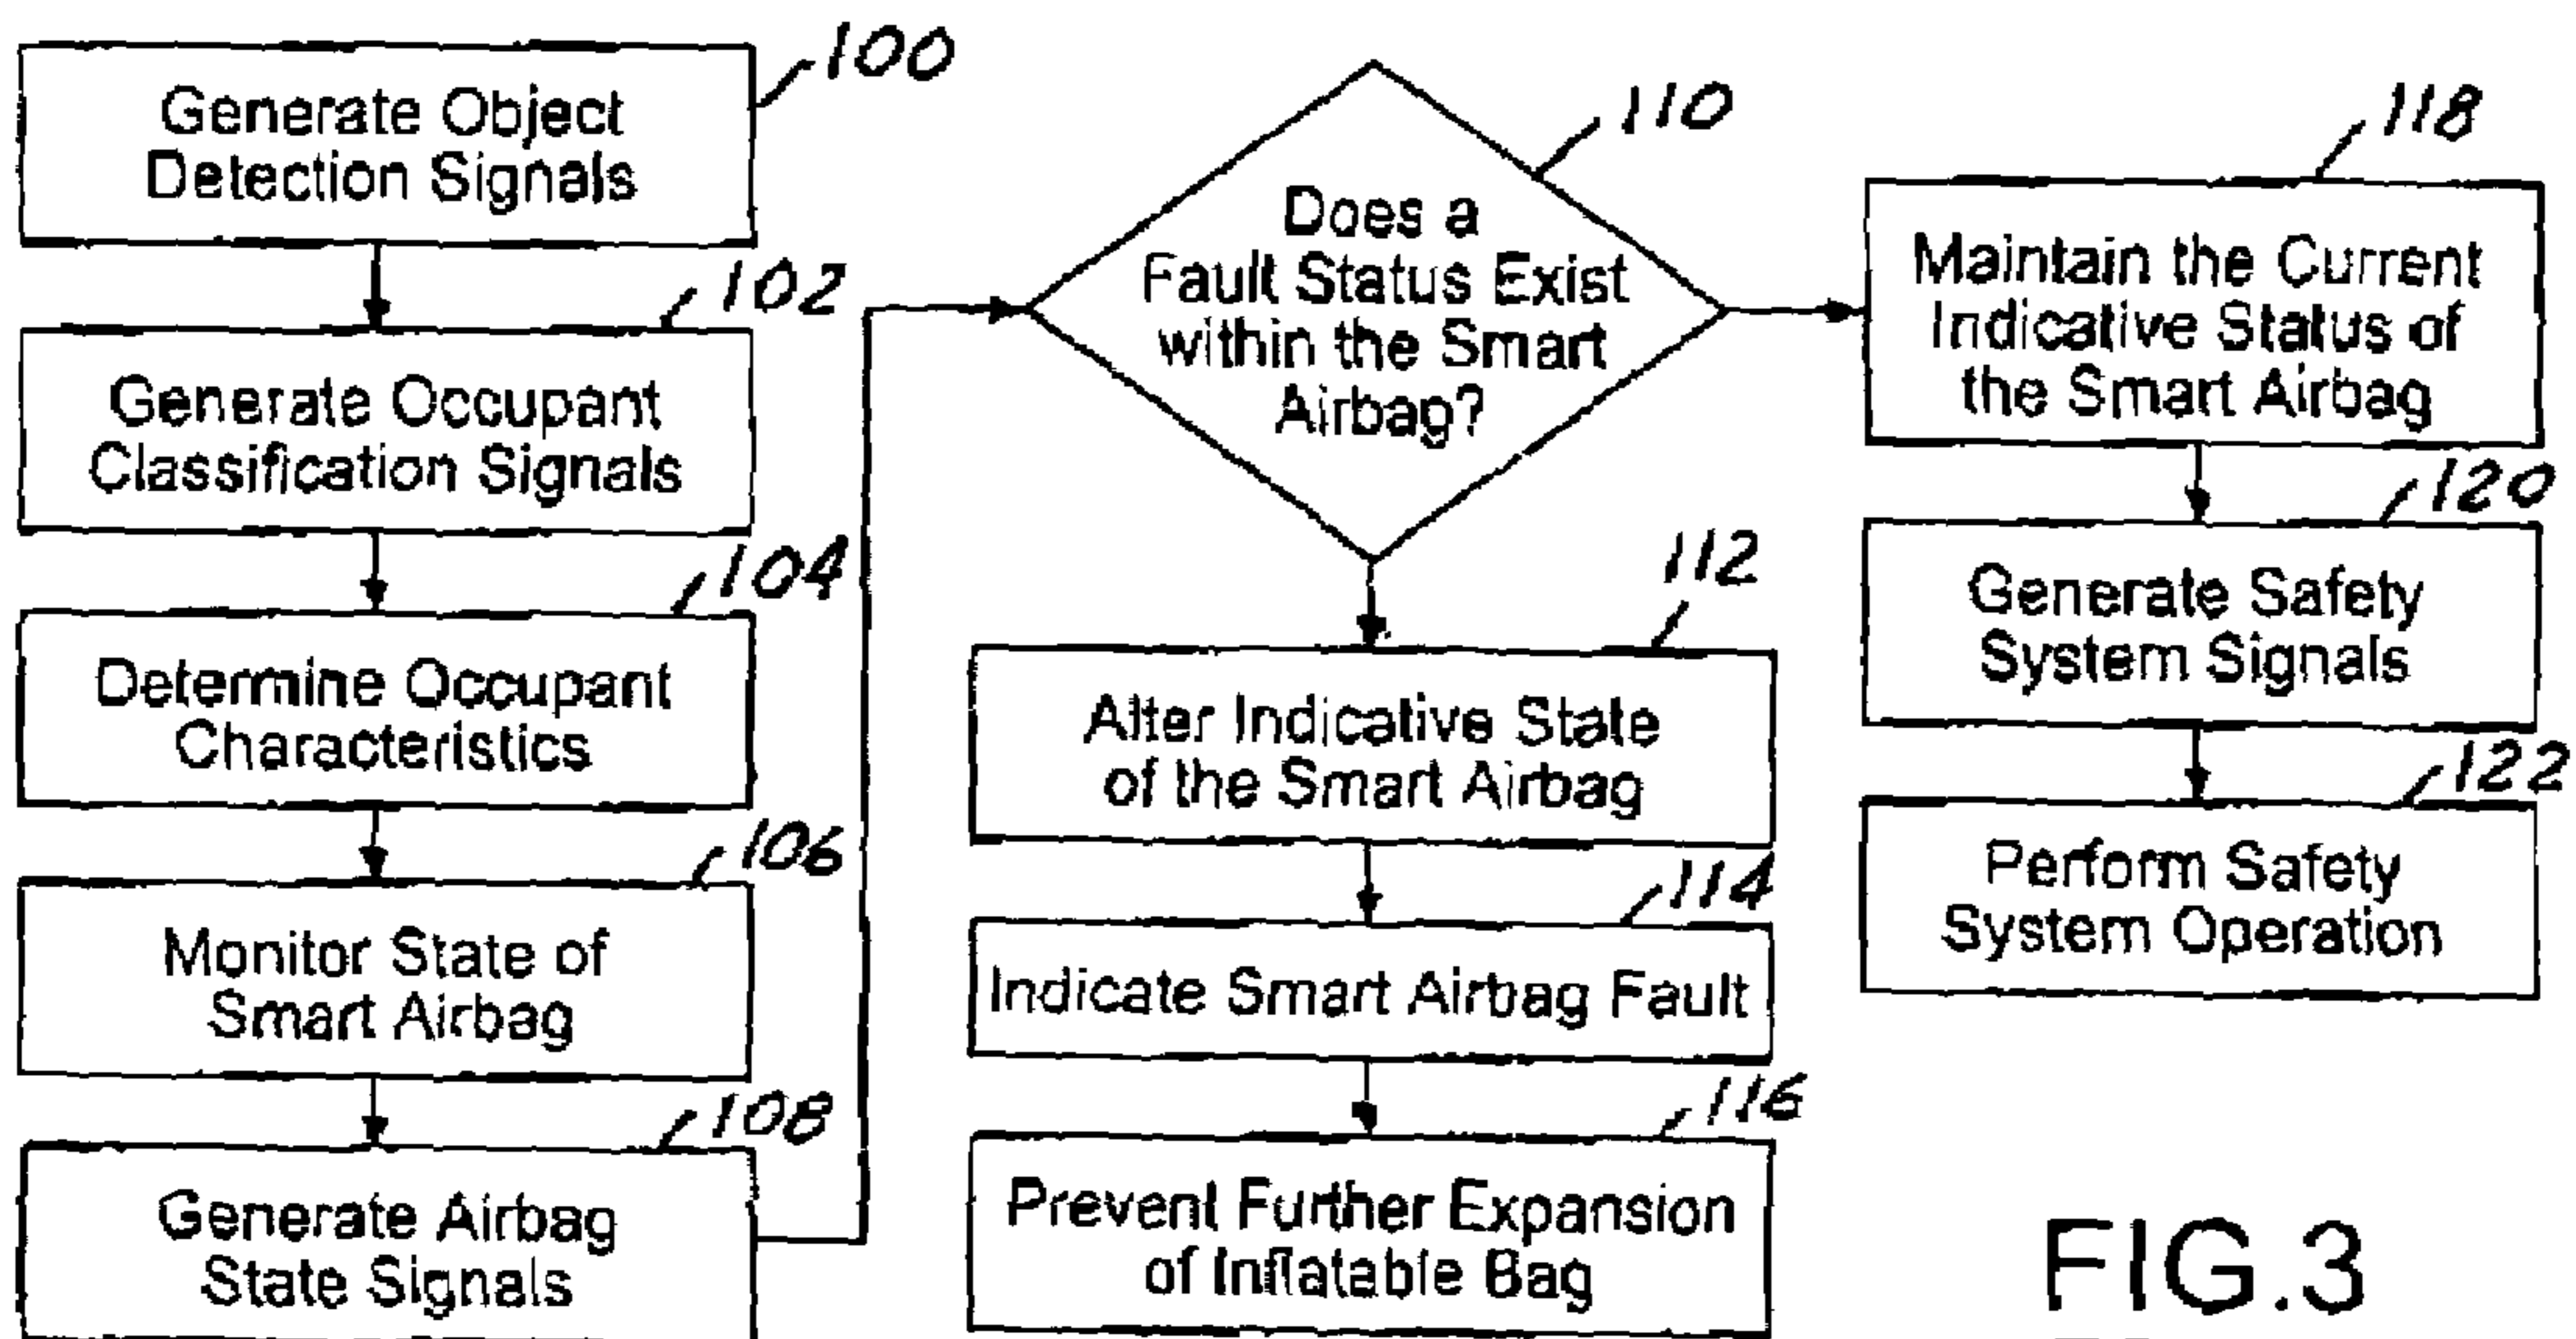 100
Generate Object
Detection Signals
102
Generate Occupant
Classification Signals
104
Determine Occupant
Characteristics
106
Monitor State of
Smart Airbag
108
Generate Airbag
State Signals
110
Does a
Fault Status Exist
within the Smart
Airbag?
112
Alter Indicative State
of the Smart Airbag
114
Indicate Smart Airbag Fault
116
Prevent Further Expansion
of Inflatable Bag
118
Maintain the Current
Indicative Status of
the Smart Airbag
120
Generate Safety
System Signals
122
Perform Safety
System Operation
FIG.3